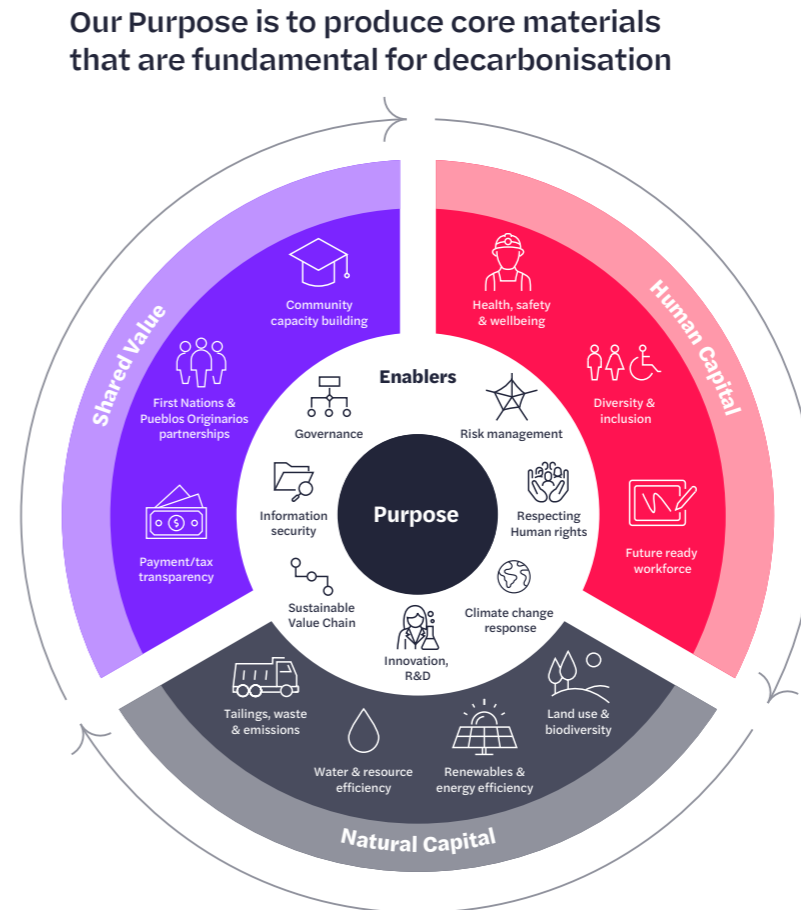 Our Purpose is to produce core materials
that are fundamental for decarbonisation
Shared Value
Community
capacity building
First Nations &
Pueblos Originarios
partnerships
Payment/tax
transparency
Human Capital
Health, safety
& wellbeing
Diversity &
inclusion
Future ready
workforce
Enablers
Governance
Risk management
Information
security
Purpose
Respecting
Human rights
Sustainable
Value Chain
Innovation,
R&D
Climate change
response
Tailings, waste
& emissions
Water & resource
efficiency
Renewables &
energy efficiency
Land use &
biodiversity
Natural Capital